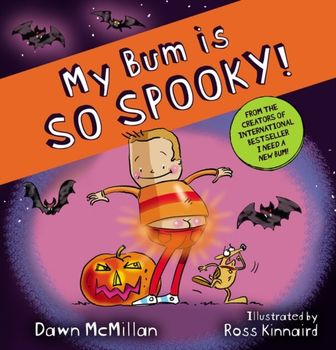 My Bum is
SO SPOOKY!
FROM THE
CREATORS OF
INTERNATIONAL
BESTSELLER
I NEED A
NEW BUM!
Dawn McMillan
Illustrated by
Ross Kinnaird